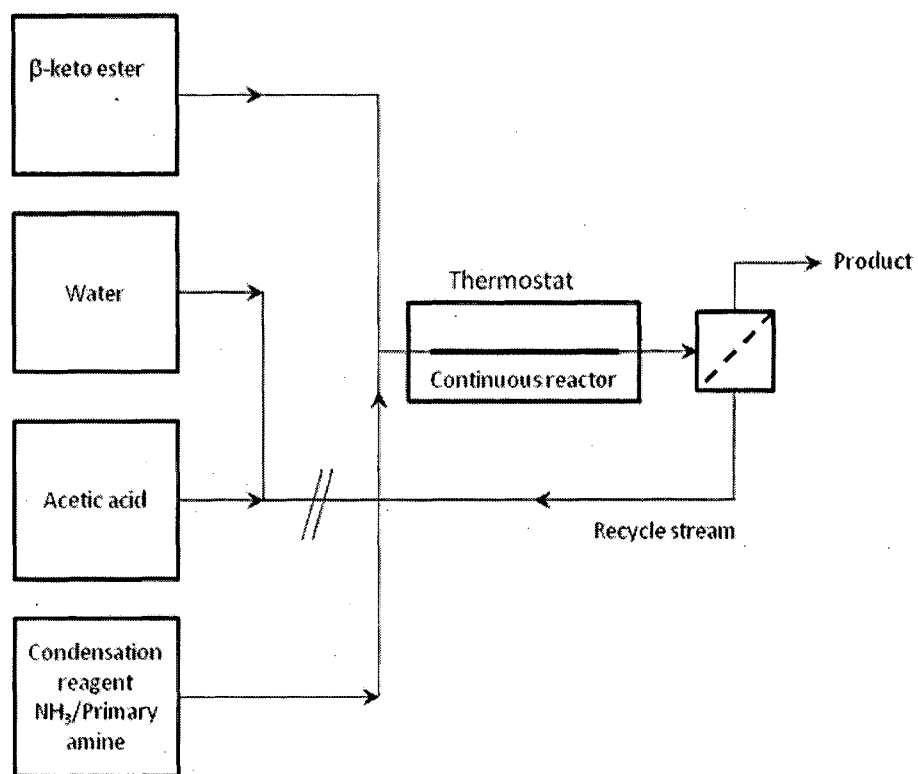 β-keto ester
Water
Thermostat
Product
Continuous reactor
Acetic acid
Recycle stream
Condensation
reagent
NH₃/Primary
amine